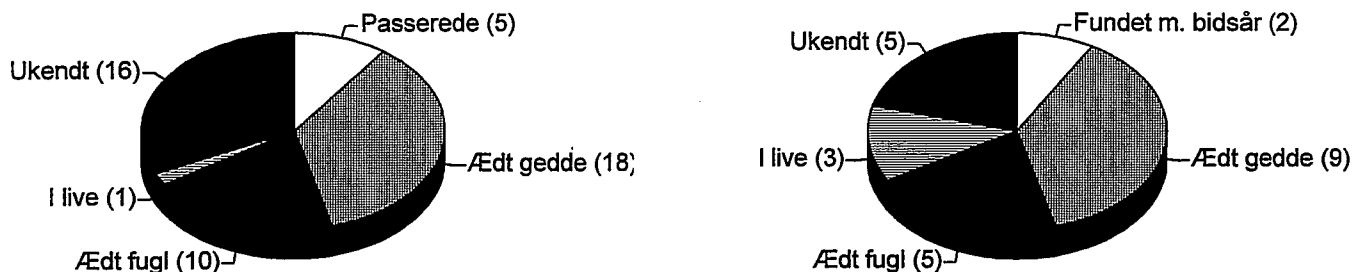 Passerede (5)
Ukendt (16)
Ædt gedde (18)
I live (1)
Ædt fugl (10)
Fundet m. bidsår (2)
Ukendt (5)
I live (3)
Ædt gedde (9)
Ædt fugl (5)